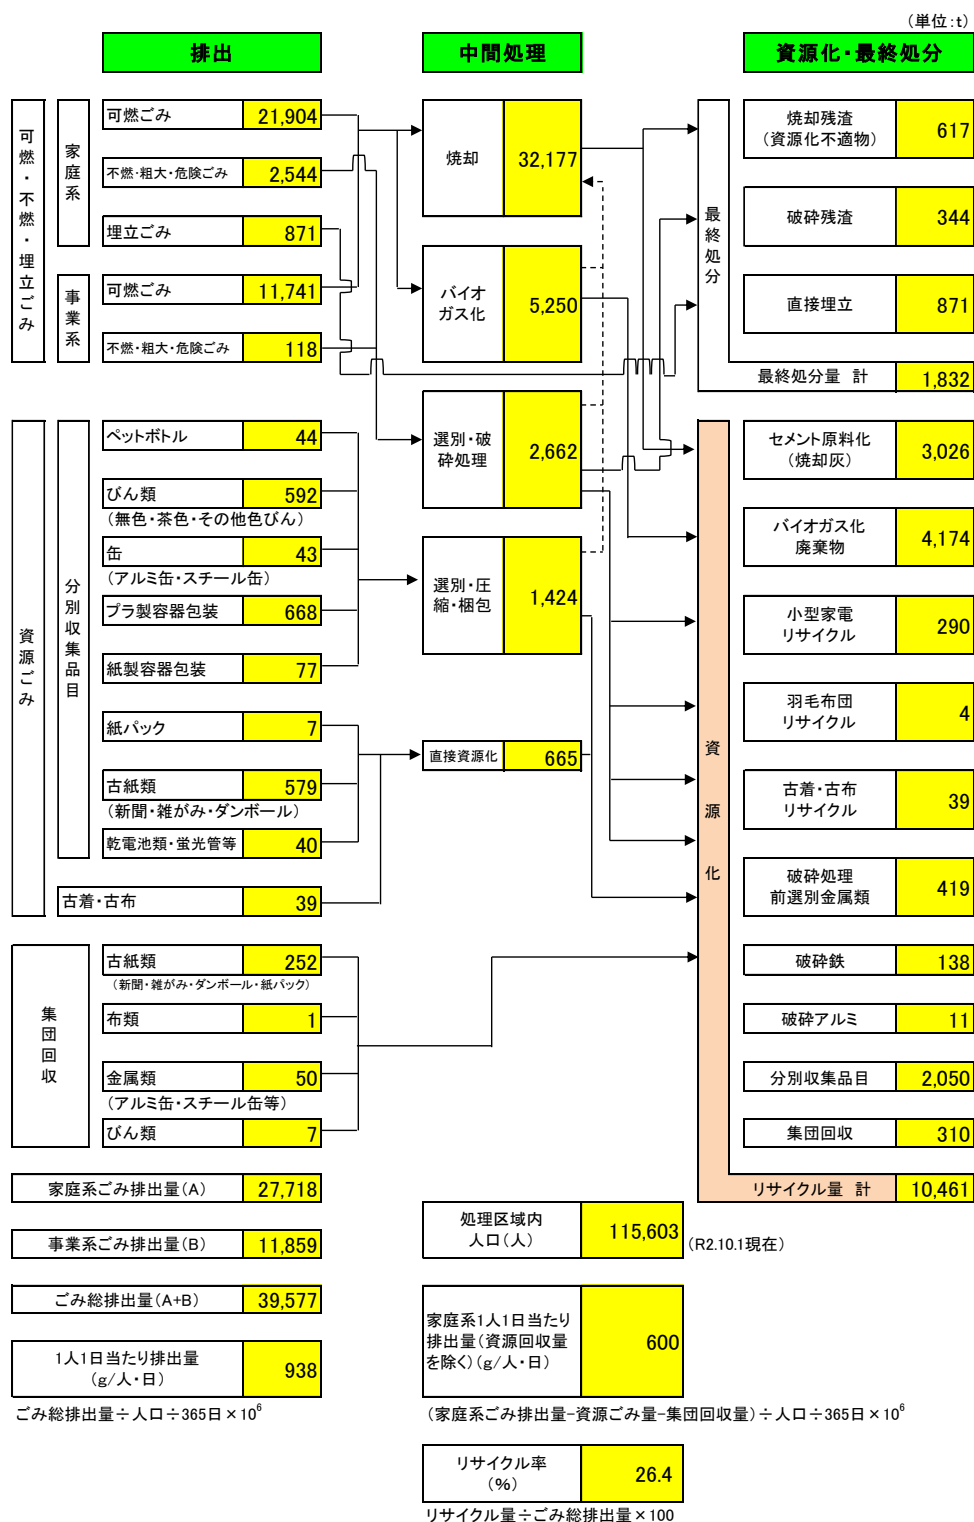 （単位:t）
排出
中間処理
資源化・最終処分
可燃・不燃・埋立ごみ
家庭系
可燃ごみ 21,904
不燃・粗大・危険ごみ 2,544
埋立ごみ 871
事業系
可燃ごみ 11,741
不燃・粗大・危険ごみ 118
資源ごみ
分別収集品目
ペットボトル 44
びん類 592
（無色・茶色・その他色びん）
缶 43
（アルミ缶・スチール缶）
プラ製容器包装 668
紙製容器包装 77
紙パック 7
古紙類 579
（新聞・雑がみ・ダンボール）
乾電池類・蛍光管等 40
古着・古布 39
集団回収
古紙類 252
（新聞・雑がみ・ダンボール・紙パック）
布類 1
金属類 50
（アルミ缶・スチール缶等）
びん類 7
家庭系ごみ排出量(A) 27,718
事業系ごみ排出量(B) 11,859
ごみ総排出量(A+B) 39,577
1人1日当たり排出量
(g/人・日)
938
ごみ総排出量÷人口÷365日×10⁶
焼却 32,177
バイオ
ガス化
5,250
選別・破
砕処理
2,662
選別・圧
縮・梱包
1,424
直接資源化 665
最終処分
焼却残渣
（資源化不適物）
617
破砕残渣 344
直接埋立 871
最終処分量 計 1,832
資源化
セメント原料化
（焼却灰）
3,026
バイオガス化
廃棄物
4,174
小型家電
リサイクル
290
羽毛布団
リサイクル
4
古着・古布
リサイクル
39
破砕処理
前選別金属類
419
破砕鉄 138
破砕アルミ 11
分別収集品目 2,050
集団回収 310
リサイクル量 計 10,461
処理区域内
人口(人)
115,603
(R2.10.1現在)
家庭系1人1日当たり
排出量(資源回収量
を除く)(g/人・日)
600
（家庭系ごみ排出量−資源ごみ量−集団回収量）÷人口÷365日×10⁶
リサイクル率
(%)
26.4
リサイクル量÷ごみ総排出量×100